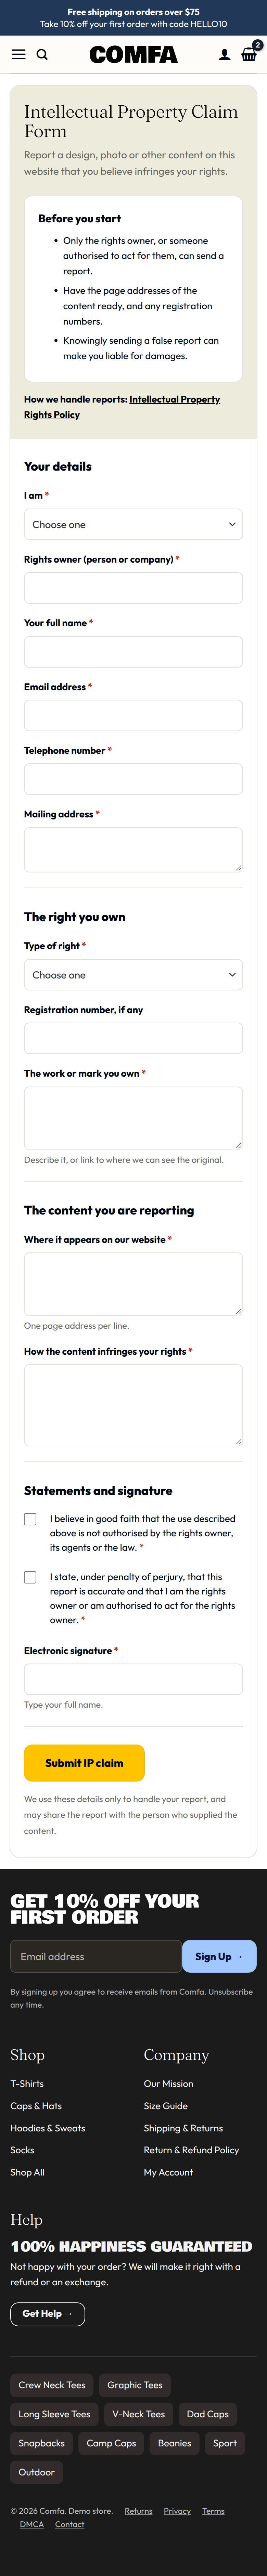 Free shipping on orders over $75
Take 10% off your first order with code HELLO10
COMFA
2
Intellectual Property Claim
Form
Report a design, photo or other content on this
website that you believe infringes your rights.
Before you start
Only the rights owner, or someone
authorised to act for them, can send a
report.
Have the page addresses of the
content ready, and any registration
numbers.
Knowingly sending a false report can
make you liable for damages.
How we handle reports: Intellectual Property
Rights Policy
Your details
I am *
Choose one
Rights owner (person or company) *
Your full name *
Email address *
Telephone number *
Mailing address *
The right you own
Type of right *
Choose one
Registration number, if any
The work or mark you own *
Describe it, or link to where we can see the original.
The content you are reporting
Where it appears on our website *
One page address per line.
How the content infringes your rights *
Statements and signature
I believe in good faith that the use described
above is not authorised by the rights owner,
its agents or the law. *
I state, under penalty of perjury, that this
report is accurate and that I am the rights
owner or am authorised to act for the rights
owner. *
Electronic signature *
Type your full name.
Submit IP claim
We use these details only to handle your report, and
may share the report with the person who supplied the
content.
GET 10% OFF YOUR
FIRST ORDER
Email address
Sign Up →
By signing up you agree to receive emails from Comfa. Unsubscribe
any time.
Shop
T-Shirts
Caps & Hats
Hoodies & Sweats
Socks
Shop All
Company
Our Mission
Size Guide
Shipping & Returns
Return & Refund Policy
My Account
Help
100% HAPPINESS GUARANTEED
Not happy with your order? We will make it right with a
refund or an exchange.
Get Help →
Crew Neck Tees Graphic Tees
Long Sleeve Tees V-Neck Tees Dad Caps
Snapbacks Camp Caps Beanies Sport
Outdoor
© 2026 Comfa. Demo store. Returns Privacy Terms
DMCA Contact